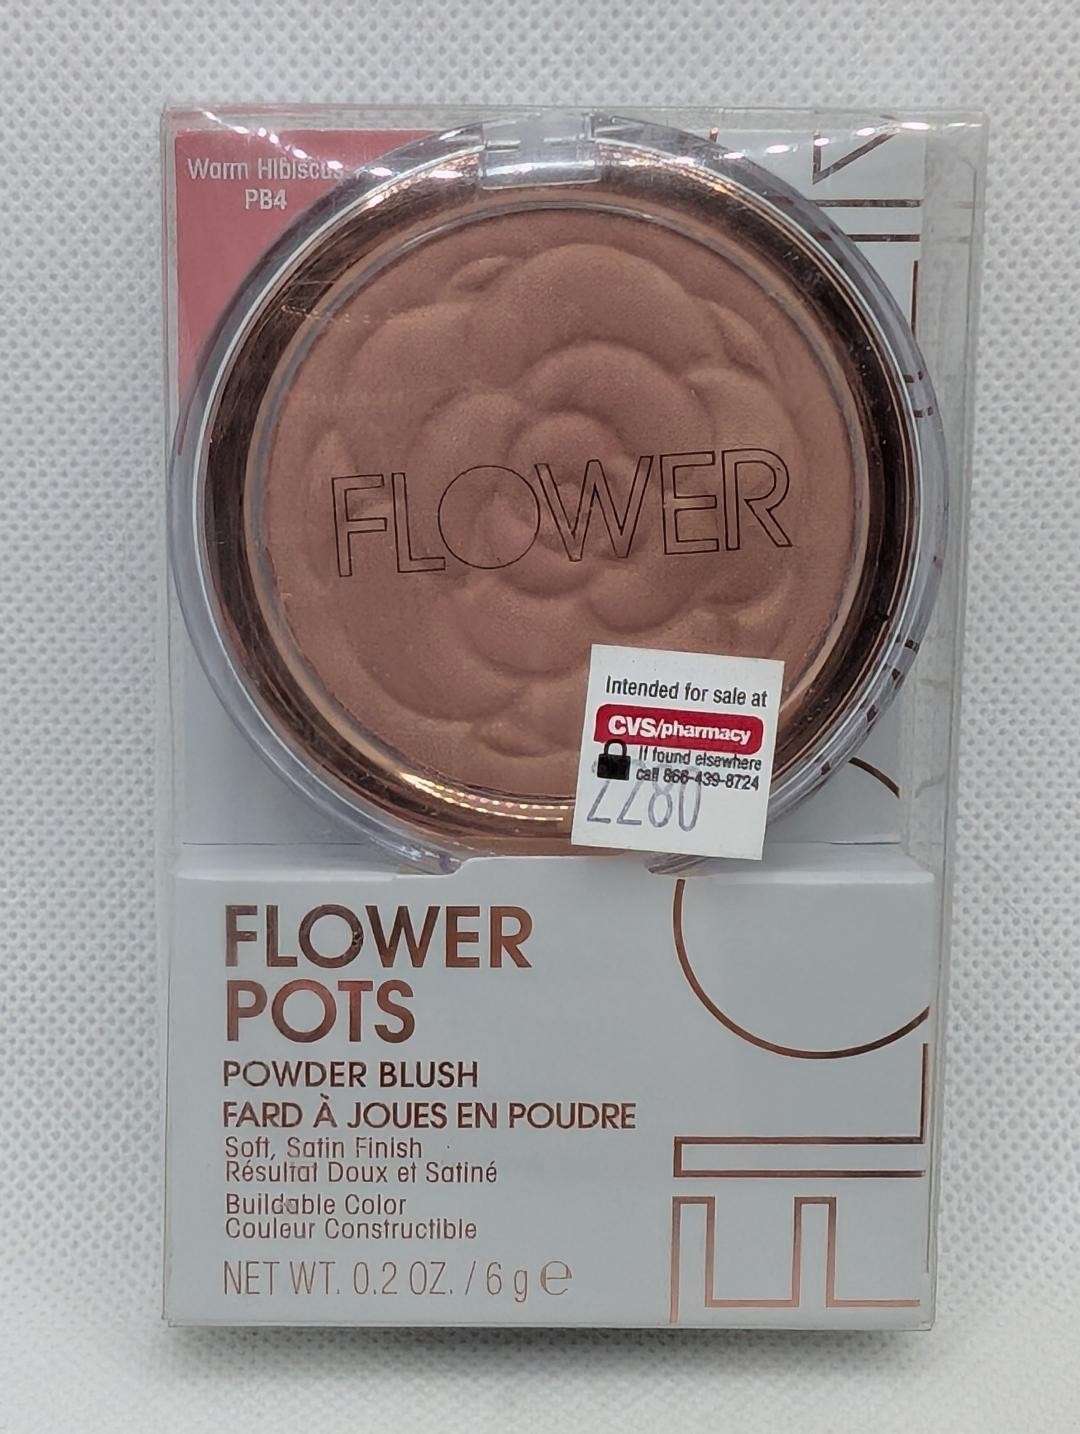 Warm Hibiscus
PB4
FLOWER
Intended for sale at
CVS/pharmacy
If found elsewhere
call 866-439-8724
2280
FLOWER
POTS
POWDER BLUSH
FARD À JOUES EN POUDRE
Soft, Satin Finish
Résultat Doux et Satiné
Buildable Color
Couleur Constructible
NET WT. 0.2 OZ. / 6 g ℮